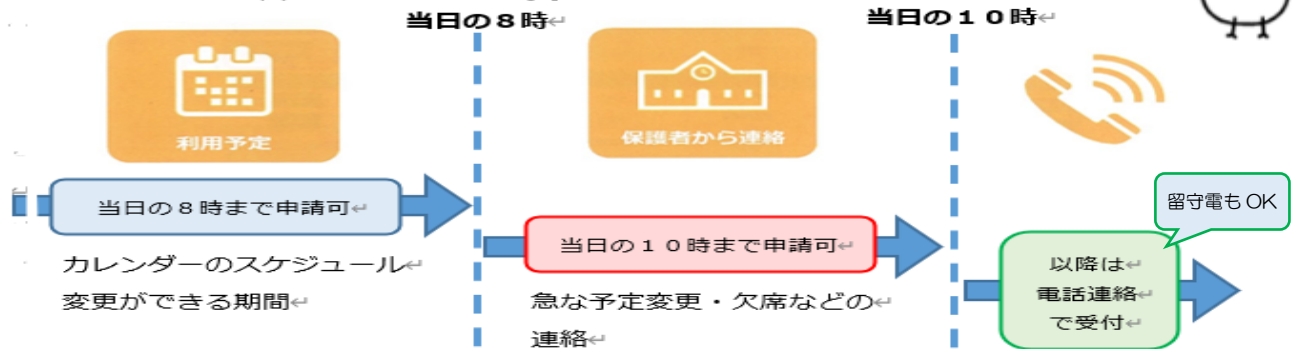 当日の８時↵
当日の１０時↵
利用予定
保護者から連絡
留守電も OK
当日の８時まで申請可↵
当日の１０時まで申請可↵
カレンダーのスケジュール↵
変更ができる期間↵
急な予定変更・欠席などの↵
連絡↵
以降は↵
電話連絡↵
で受付↵